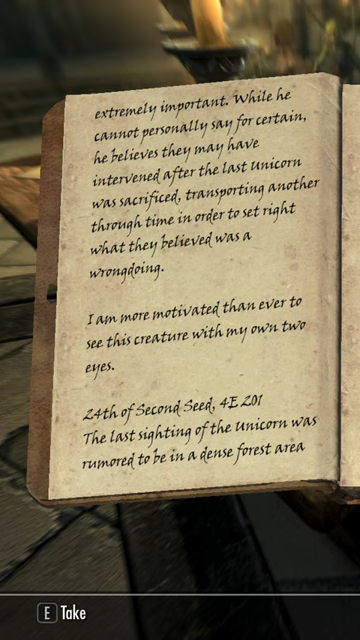 extremely important. While he
cannot personally say for certain,
he believes they may have
intervened after the last Unicorn
was sacrificed, transporting another
through time in order to set right
what they believed was a
wrongdoing.
I am more motivated than ever to
see this creature with my own two
eyes.
24th of Second Seed, 4E 201
The last sighting of the Unicorn was
rumored to be in a dense forest area
E Take